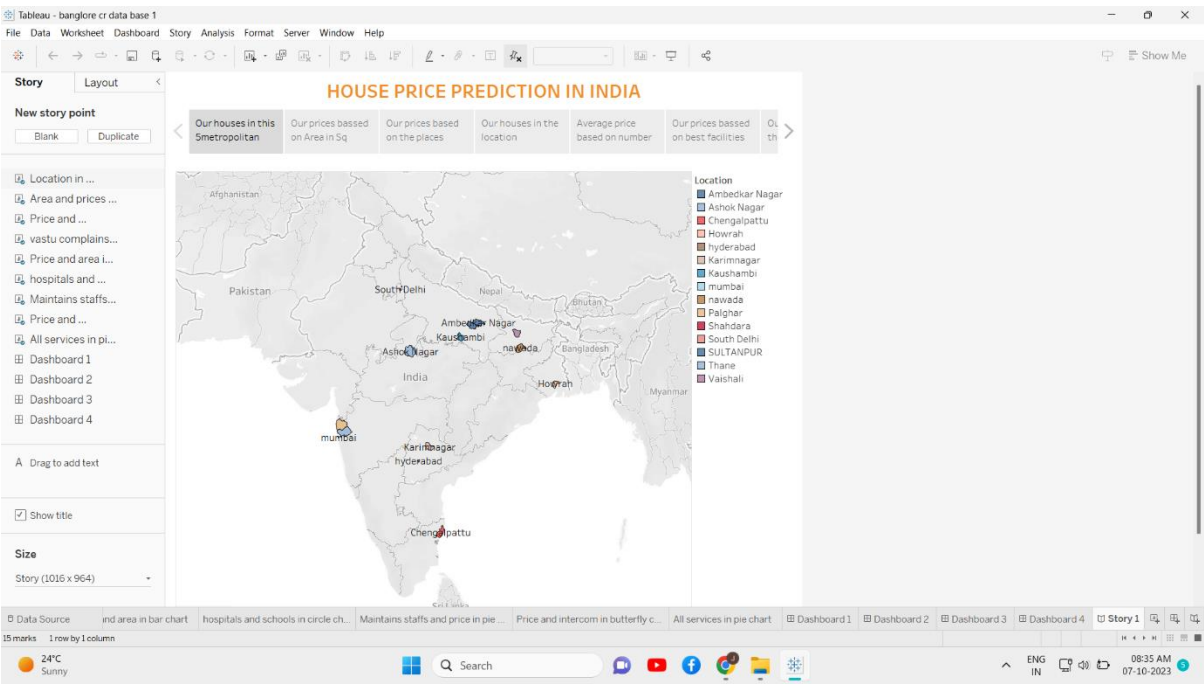 Tableau - banglore cr data base 1
File Data Worksheet Dashboard Story Analysis Format Server Window Help
Show Me
Story Layout
New story point
Blank Duplicate
Location in ...
Area and prices ...
Price and ...
vastu complains...
Price and area i...
hospitals and ...
Maintains staffs...
Price and ...
All services in pi...
Dashboard 1
Dashboard 2
Dashboard 3
Dashboard 4
A Drag to add text
Show title
Size
Story (1016 x 964)
HOUSE PRICE PREDICTION IN INDIA
Our houses in this
5metropolitan
Our prices bassed
on Area in Sq
Our prices based
on the places
Our houses in the
location
Average price
based on number
Our prices bassed
on best facilities
Ou
th
Afghanistan
Pakistan
South Delhi
Nepal
Bhutan
Ambedkar Nagar
Kaushambi
nawada
Bangladesh
Ashok Nagar
India
Howrah
Myanmar
mumbai
Karimnagar
hyderabad
Chengalpattu
Sri Lanka
Location
Ambedkar Nagar
Ashok Nagar
Chengalpattu
Howrah
hyderabad
Karimnagar
Kaushambi
mumbai
nawada
Palghar
Shahdara
South Delhi
SULTANPUR
Thane
Vaishali
Data Source ind area in bar chart hospitals and schools in circle ch... Maintains staffs and price in pie ... Price and intercom in butterfly c... All services in pie chart Dashboard 1 Dashboard 2 Dashboard 3 Dashboard 4 Story 1
15 marks 1 row by 1 column
24°C
Sunny
Search
ENG
IN
08:35 AM
07-10-2023
5